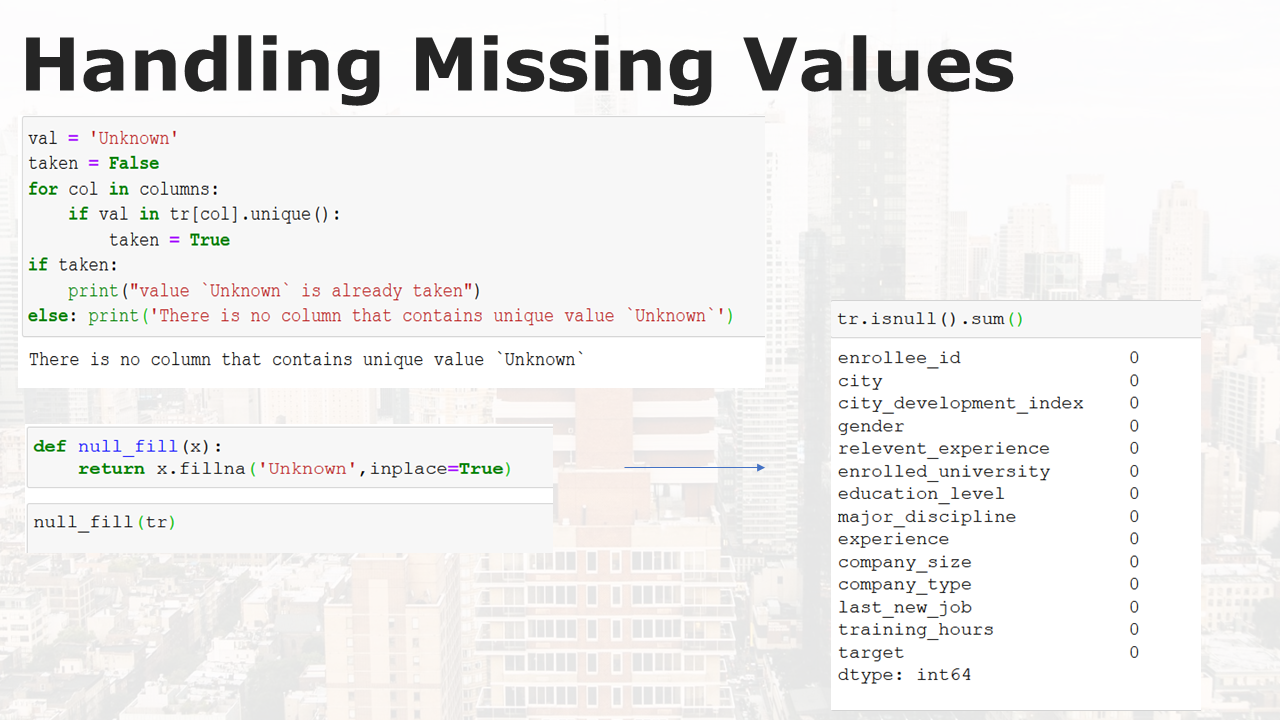 Handling Missing Values
val = 'Unknown'
taken = False
for col in columns:
    if val in tr[col].unique():
        taken = True
if taken:
    print("value `Unknown` is already taken")
else: print('There is no column that contains unique value `Unknown`')
There is no column that contains unique value `Unknown`
def null_fill(x):
    return x.fillna('Unknown',inplace=True)
null_fill(tr)
tr.isnull().sum()
enrollee_id 0
city 0
city_development_index 0
gender 0
relevent_experience 0
enrolled_university 0
education_level 0
major_discipline 0
experience 0
company_size 0
company_type 0
last_new_job 0
training_hours 0
target 0
dtype: int64